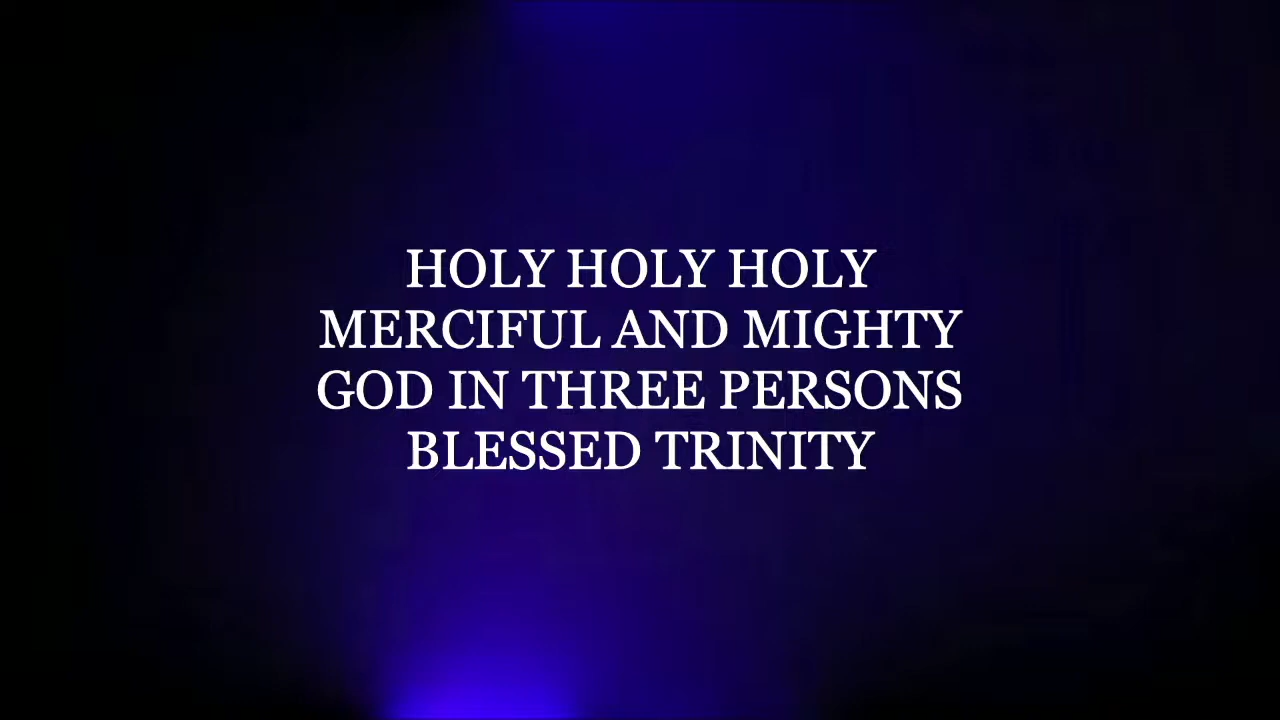 HOLY HOLY HOLY
MERCIFUL AND MIGHTY
GOD IN THREE PERSONS
BLESSED TRINITY